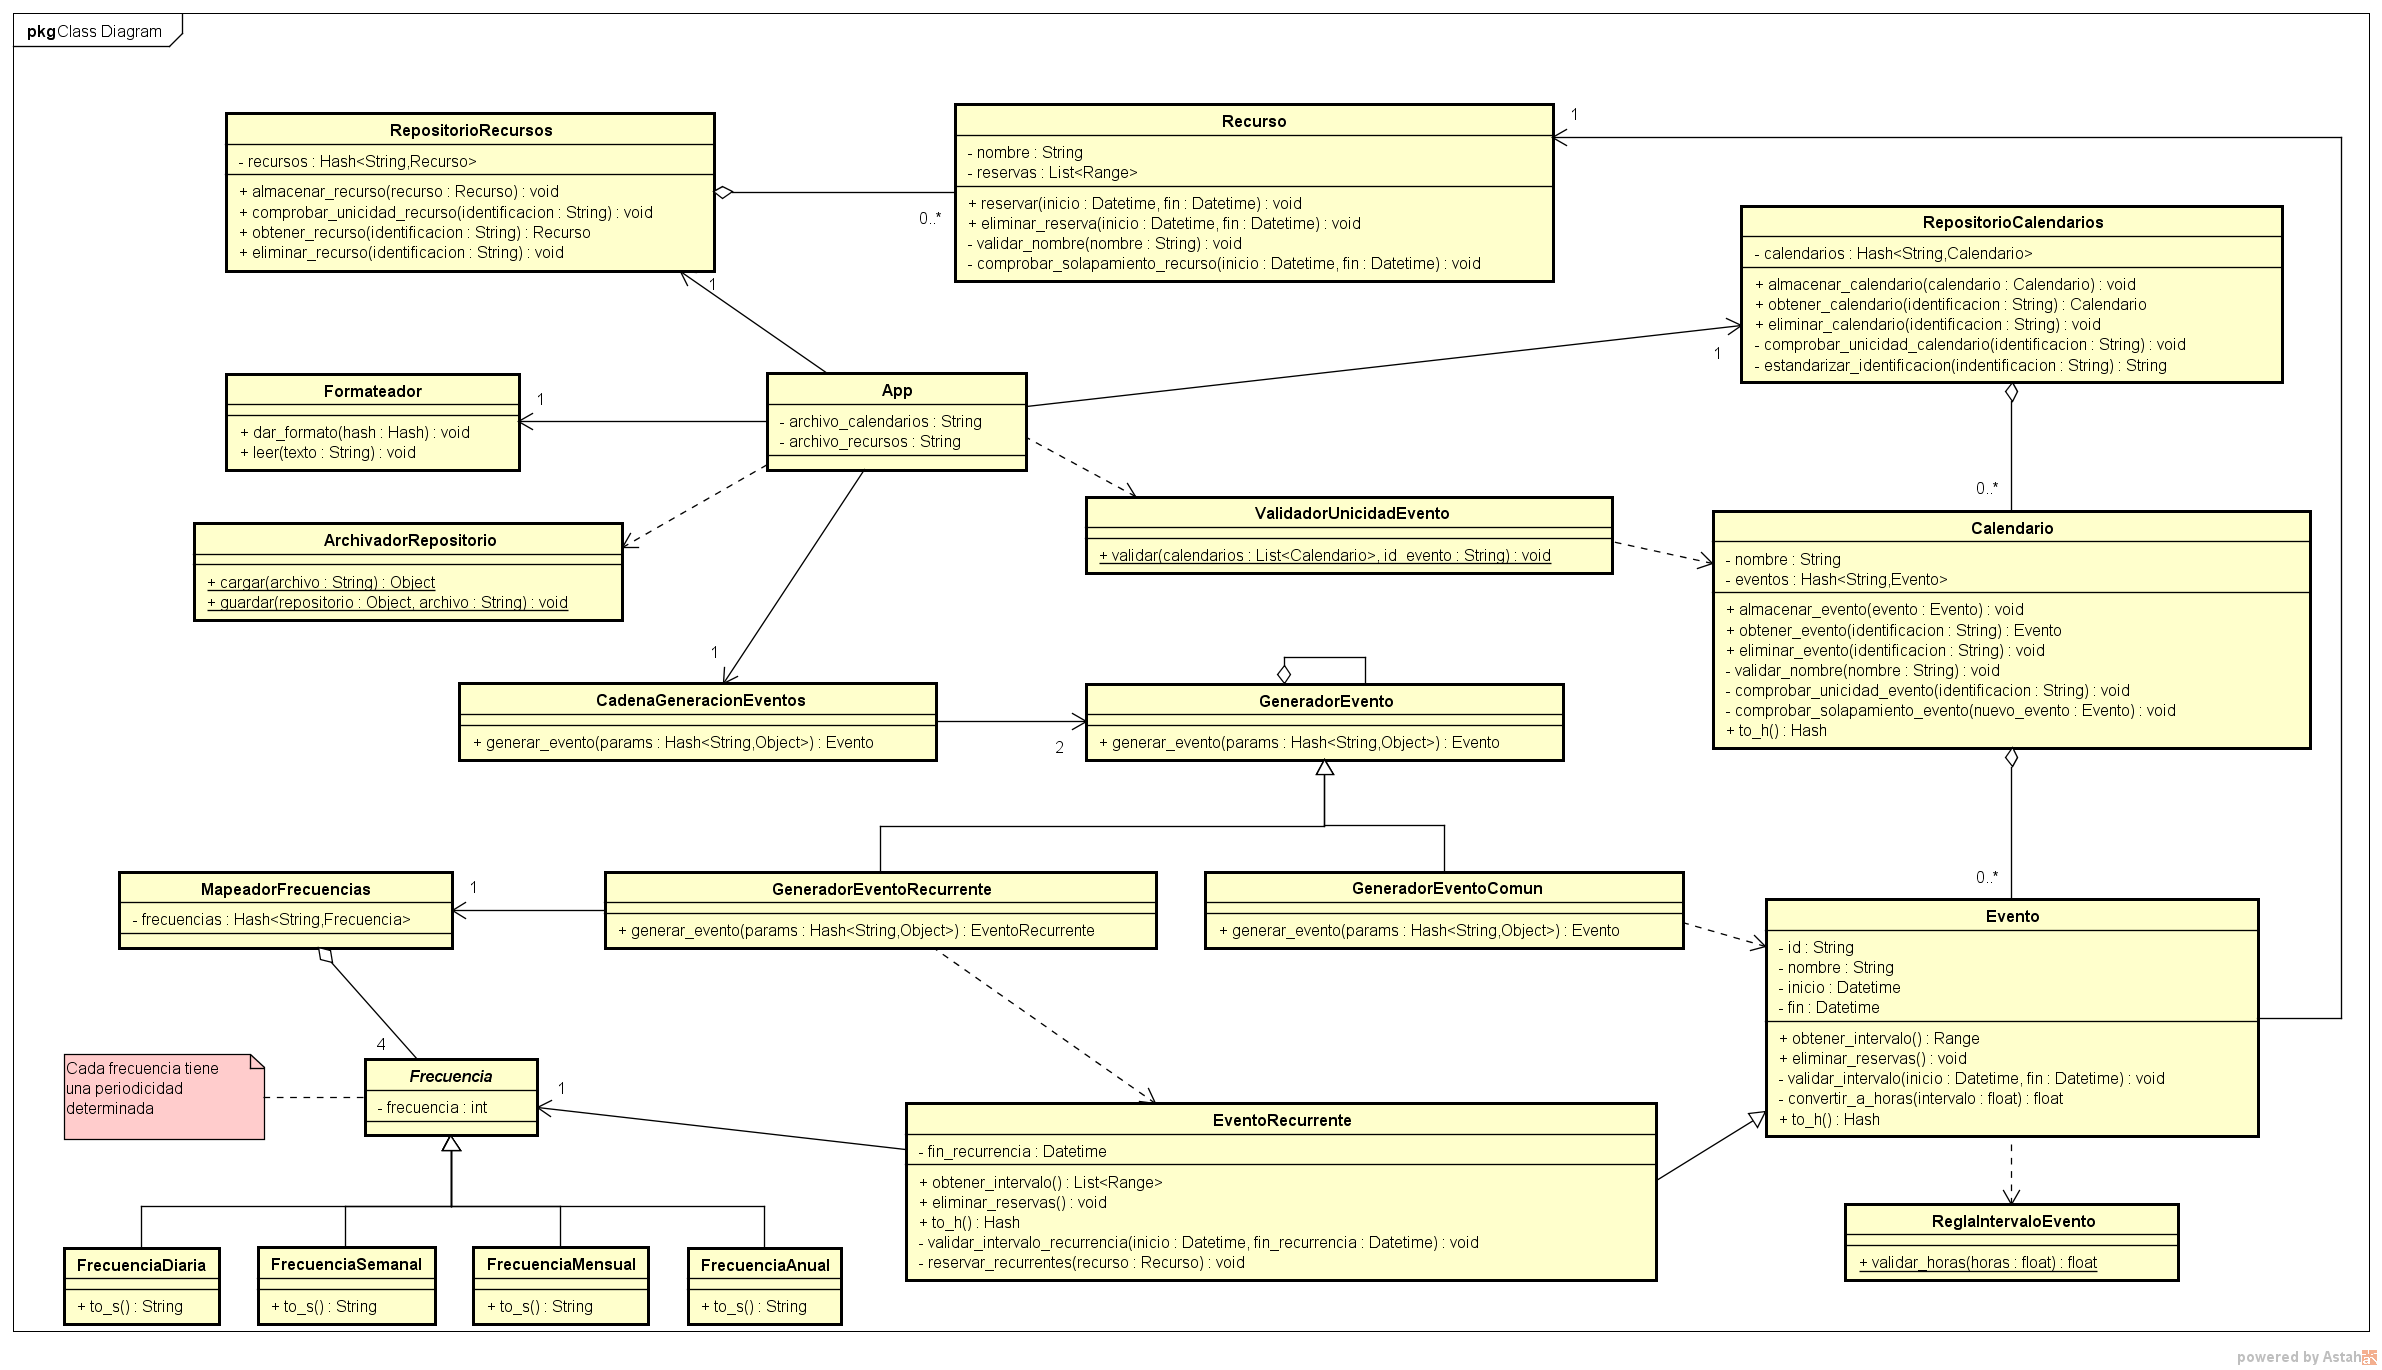 pkg Class Diagram
RepositorioRecursos
- recursos : Hash<String,Recurso>
+ almacenar_recurso(recurso : Recurso) : void
+ comprobar_unicidad_recurso(identificacion : String) : void
+ obtener_recurso(identificacion : String) : Recurso
+ eliminar_recurso(identificacion : String) : void
0..*
1
Recurso
- nombre : String
- reservas : List<Range>
+ reservar(inicio : Datetime, fin : Datetime) : void
+ eliminar_reserva(inicio : Datetime, fin : Datetime) : void
- validar_nombre(nombre : String) : void
- comprobar_solapamiento_recurso(inicio : Datetime, fin : Datetime) : void
1
RepositorioCalendarios
- calendarios : Hash<String,Calendario>
+ almacenar_calendario(calendario : Calendario) : void
+ obtener_calendario(identificacion : String) : Calendario
+ eliminar_calendario(identificacion : String) : void
- comprobar_unicidad_calendario(identificacion : String) : void
- estandarizar_identificacion(indentificacion : String) : String
1
0..*
Formateador
+ dar_formato(hash : Hash) : void
+ leer(texto : String) : void
1
App
- archivo_calendarios : String
- archivo_recursos : String
ArchivadorRepositorio
+ cargar(archivo : String) : Object
+ guardar(repositorio : Object, archivo : String) : void
ValidadorUnicidadEvento
+ validar(calendarios : List<Calendario>, id_evento : String) : void
Calendario
- nombre : String
- eventos : Hash<String,Evento>
+ almacenar_evento(evento : Evento) : void
+ obtener_evento(identificacion : String) : Evento
+ eliminar_evento(identificacion : String) : void
- validar_nombre(nombre : String) : void
- comprobar_unicidad_evento(identificacion : String) : void
- comprobar_solapamiento_evento(nuevo_evento : Evento) : void
+ to_h() : Hash
0..*
1
CadenaGeneracionEventos
+ generar_evento(params : Hash<String,Object>) : Evento
2
GeneradorEvento
+ generar_evento(params : Hash<String,Object>) : Evento
MapeadorFrecuencias
- frecuencias : Hash<String,Frecuencia>
1
GeneradorEventoRecurrente
+ generar_evento(params : Hash<String,Object>) : EventoRecurrente
GeneradorEventoComun
+ generar_evento(params : Hash<String,Object>) : Evento
Evento
- id : String
- nombre : String
- inicio : Datetime
- fin : Datetime
+ obtener_intervalo() : Range
+ eliminar_reservas() : void
- validar_intervalo(inicio : Datetime, fin : Datetime) : void
- convertir_a_horas(intervalo : float) : float
+ to_h() : Hash
4
Cada frecuencia tiene
una periodicidad
determinada
Frecuencia
- frecuencia : int
1
EventoRecurrente
- fin_recurrencia : Datetime
+ obtener_intervalo() : List<Range>
+ eliminar_reservas() : void
+ to_h() : Hash
- validar_intervalo_recurrencia(inicio : Datetime, fin_recurrencia : Datetime) : void
- reservar_recurrentes(recurso : Recurso) : void
ReglaIntervaloEvento
+ validar_horas(horas : float) : float
FrecuenciaDiaria
+ to_s() : String
FrecuenciaSemanal
+ to_s() : String
FrecuenciaMensual
+ to_s() : String
FrecuenciaAnual
+ to_s() : String
powered by Astah